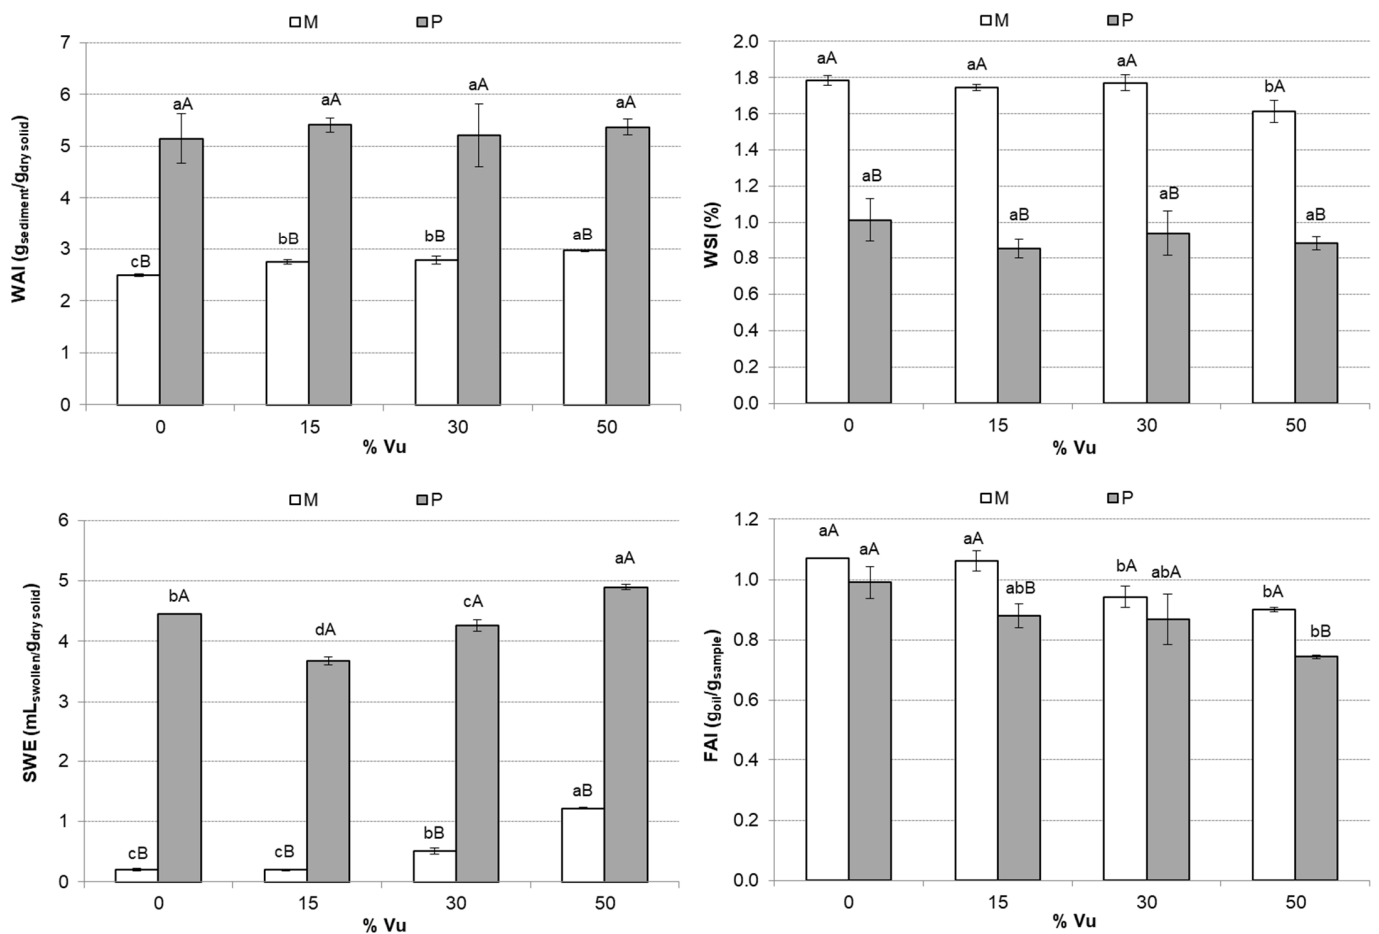 M P
WAI (gsediment/gdry solid)
7
6
5
4
3
2
1
0
aA aA aA aA
cB bB bB aB
0 15 30 50
% Vu
M P
WSI (%)
2.0
1.8
1.6
1.4
1.2
1.0
0.8
0.6
0.4
0.2
0.0
aA aA aA bA
aB aB aB aB
0 15 30 50
% Vu
M P
SWE (mLswollen/gdry solid)
6
5
4
3
2
1
0
bA dA cA aA
cB cB bB aB
0 15 30 50
% Vu
M P
FAI (goil/gsample)
1.2
1.0
0.8
0.6
0.4
0.2
0.0
aA aA aA abB bA abA bA bB
0 15 30 50
% Vu